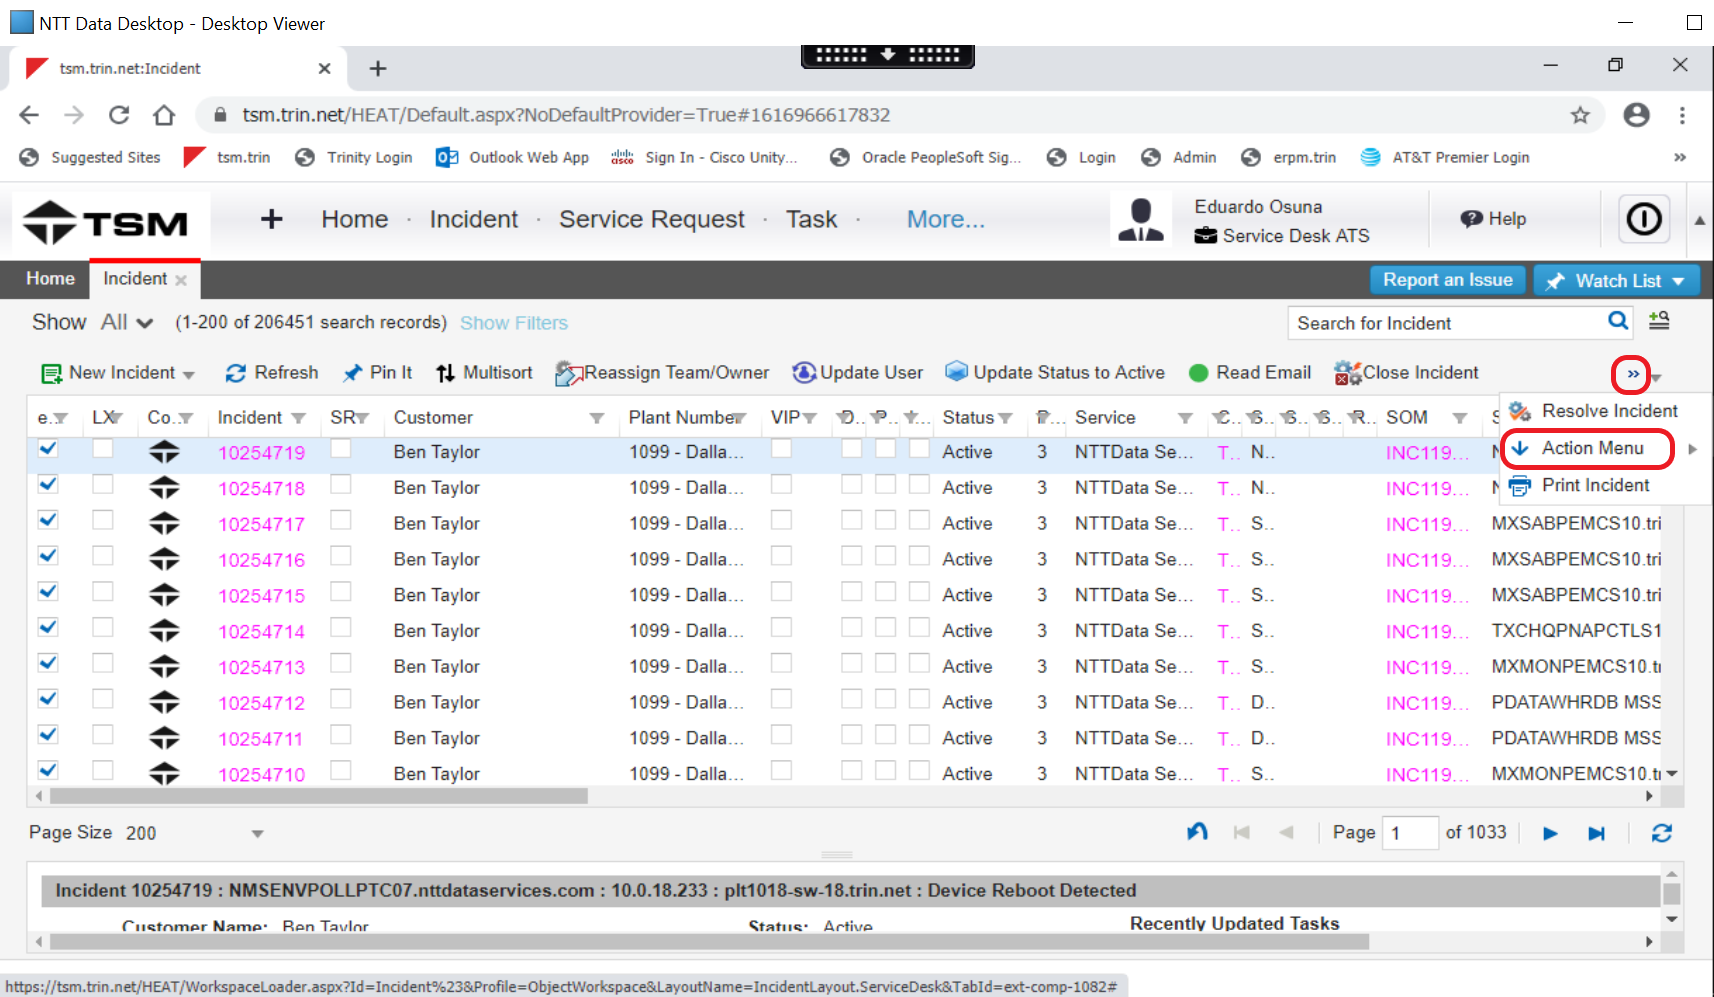 NTT Data Desktop - Desktop Viewer
tsm.trin.net:Incident
tsm.trin.net/HEAT/Default.aspx?NoDefaultProvider=True#1616966617832
Suggested Sites tsm.trin Trinity Login Outlook Web App Sign In - Cisco Unity... Oracle PeopleSoft Sig... Login Admin erpm.trin AT&T Premier Login »
TSM + Home · Incident · Service Request · Task · More... Eduardo Osuna Help
Service Desk ATS
Home Incident Report an Issue Watch List
Show All (1-200 of 206451 search records) Show Filters Search for Incident
New Incident Refresh Pin It Multisort Reassign Team/Owner Update User Update Status to Active Read Email Close Incident »
Resolve Incident
Action Menu
Print Incident
e.. LX Co... Incident SR Customer Plant Number VIP D.. P.. Status P... Service C.. S.. S.. S.. R.. SOM S
10254719 Ben Taylor 1099 - Dalla... Active 3 NTTData Se... T.. N.. INC119... N
10254718 Ben Taylor 1099 - Dalla... Active 3 NTTData Se... T.. N.. INC119... N
10254717 Ben Taylor 1099 - Dalla... Active 3 NTTData Se... T.. S.. INC119... MXSABPEMCS10.tri
10254716 Ben Taylor 1099 - Dalla... Active 3 NTTData Se... T.. S.. INC119... MXSABPEMCS10.tri
10254715 Ben Taylor 1099 - Dalla... Active 3 NTTData Se... T.. S.. INC119... MXSABPEMCS10.tri
10254714 Ben Taylor 1099 - Dalla... Active 3 NTTData Se... T.. S.. INC119... TXCHQPNAPCTLS1
10254713 Ben Taylor 1099 - Dalla... Active 3 NTTData Se... T.. S.. INC119... MXMONPEMCS10.tr
10254712 Ben Taylor 1099 - Dalla... Active 3 NTTData Se... T.. D.. INC119... PDATAWHRDB MSS
10254711 Ben Taylor 1099 - Dalla... Active 3 NTTData Se... T.. D.. INC119... PDATAWHRDB MSS
10254710 Ben Taylor 1099 - Dalla... Active 3 NTTData Se... T.. S.. INC119... MXMONPEMCS10.tr
Page Size 200 Page 1 of 1033
Incident 10254719 : NMSENVPOLLPTC07.nttdataservices.com : 10.0.18.233 : plt1018-sw-18.trin.net : Device Reboot Detected
Customer Name: Ben Taylor Status: Active Recently Updated Tasks
https://tsm.trin.net/HEAT/WorkspaceLoader.aspx?Id=Incident%23&Profile=ObjectWorkspace&LayoutName=IncidentLayout.ServiceDesk&TabId=ext-comp-1082#